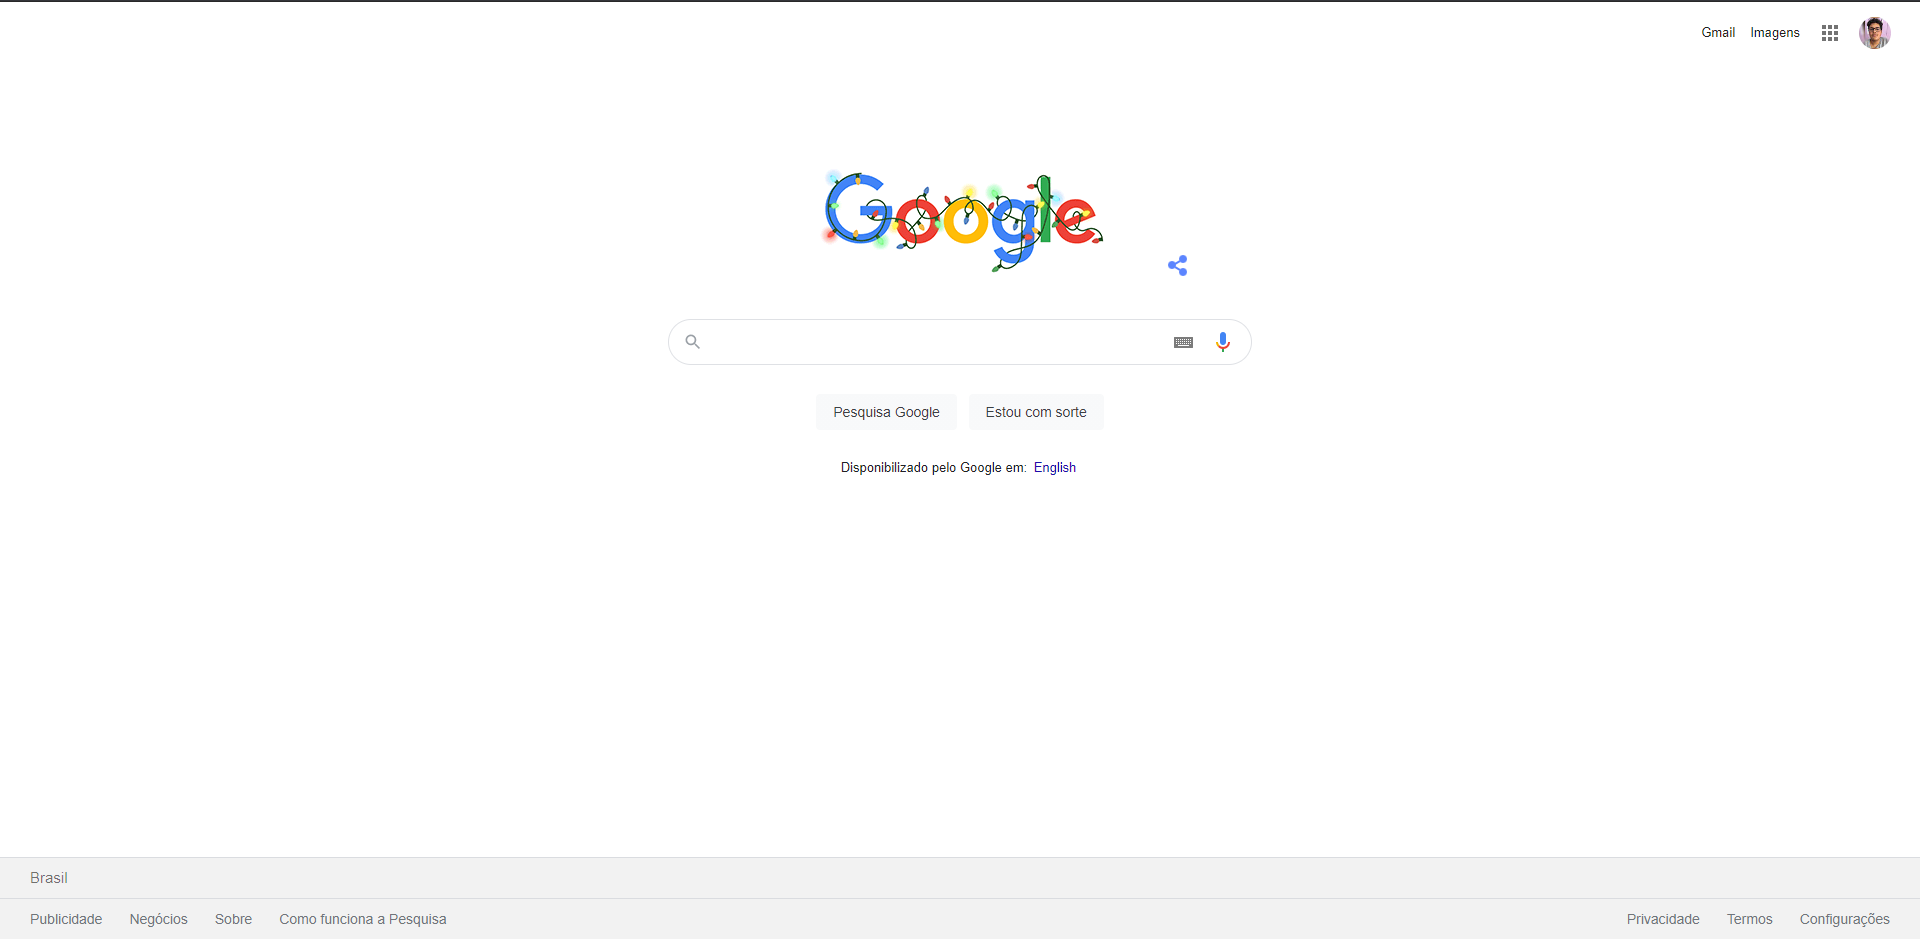 Gmail Imagens
Google
Pesquisa Google Estou com sorte
Disponibilizado pelo Google em: English
Brasil
Publicidade Negócios Sobre Como funciona a Pesquisa Privacidade Termos Configurações